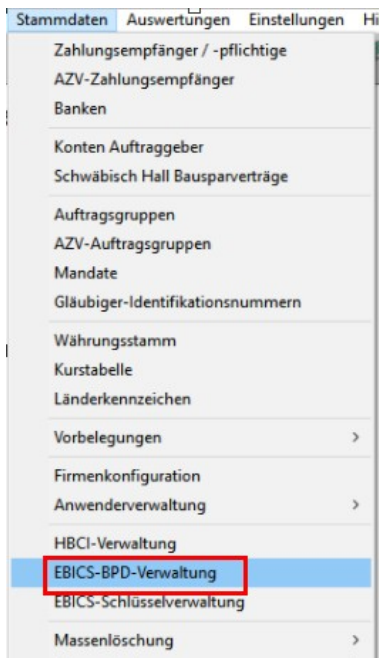 Stammdaten Auswertungen Einstellungen Hi
Zahlungsempfänger / -pflichtige
AZV-Zahlungsempfänger
Banken
Konten Auftraggeber
Schwäbisch Hall Bausparverträge
Auftragsgruppen
AZV-Auftragsgruppen
Mandate
Gläubiger-Identifikationsnummern
Währungsstamm
Kurstabelle
Länderkennzeichen
Vorbelegungen >
Firmenkonfiguration
Anwenderverwaltung >
HBCI-Verwaltung
EBICS-BPD-Verwaltung
EBICS-Schlüsselverwaltung
Massenlöschung >